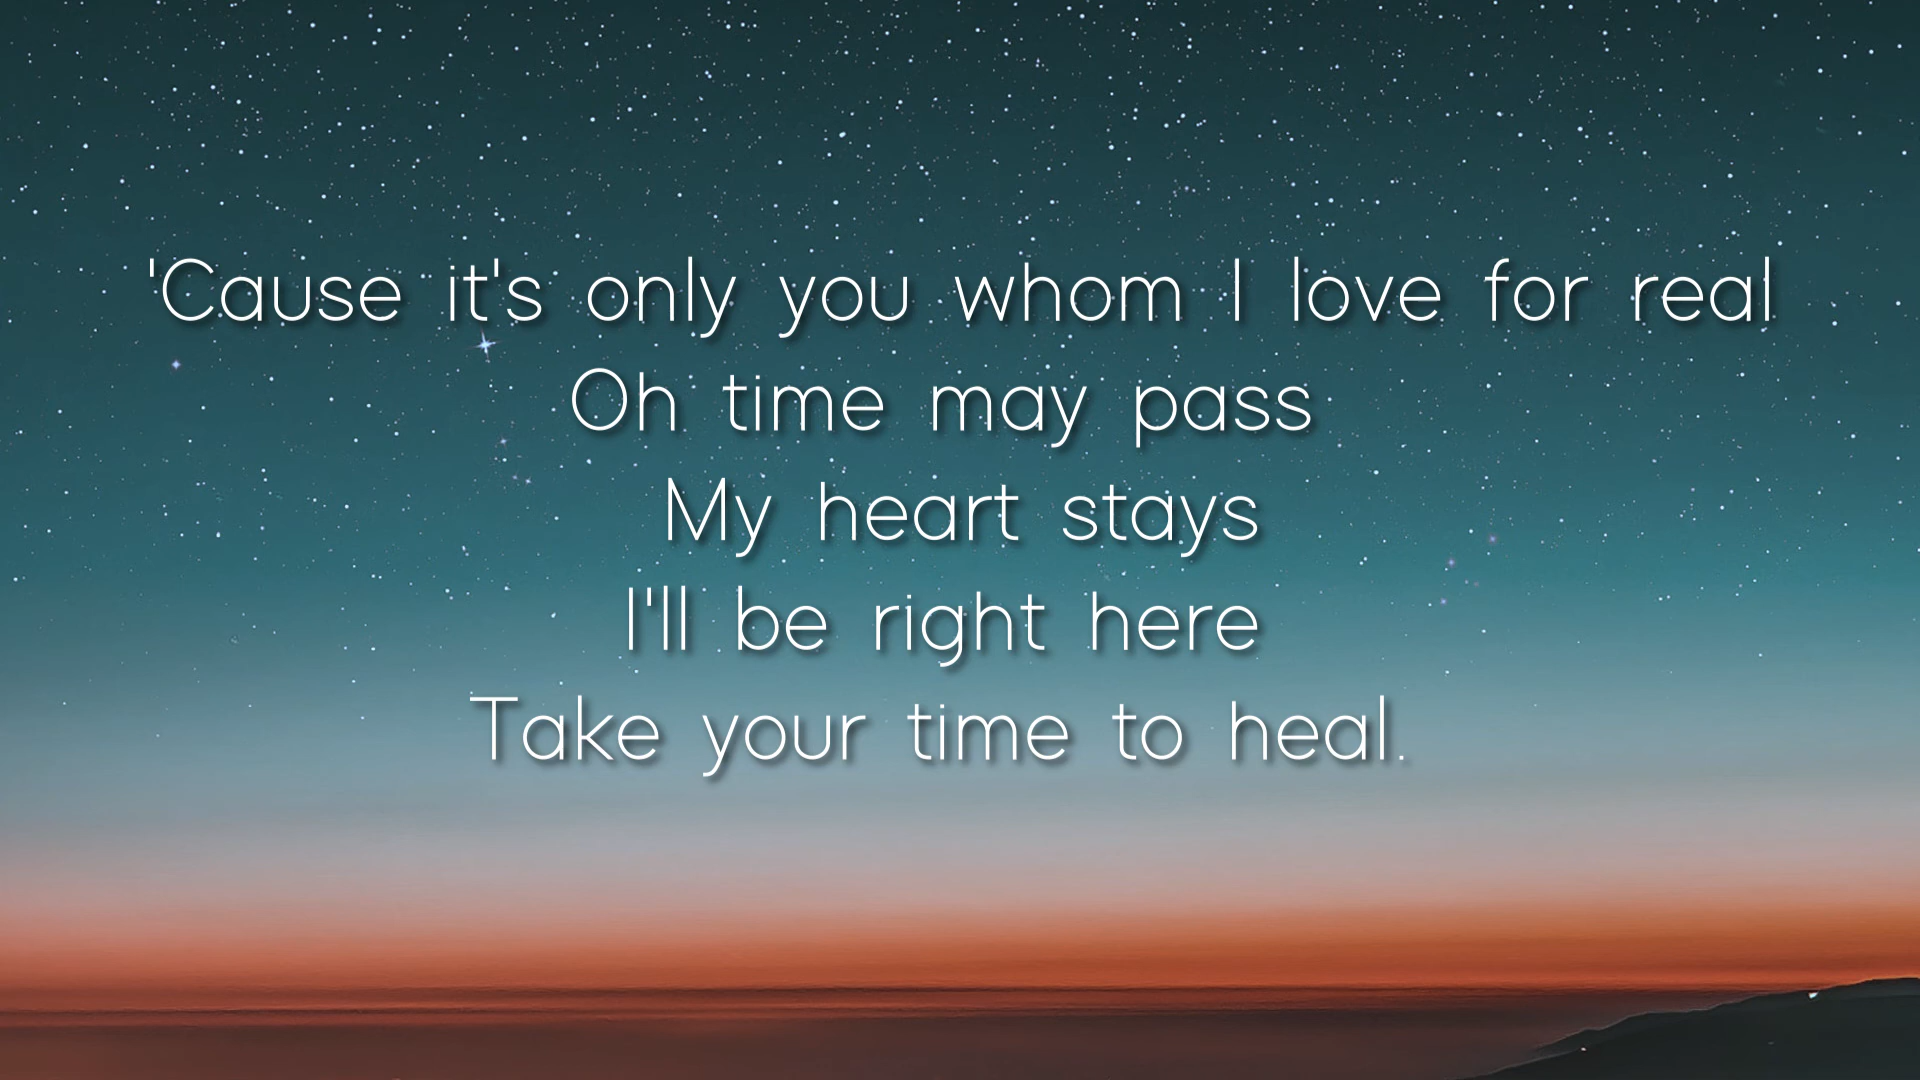 'Cause it's only you whom I love for real
Oh time may pass
My heart stays
I'll be right here
Take your time to heal.